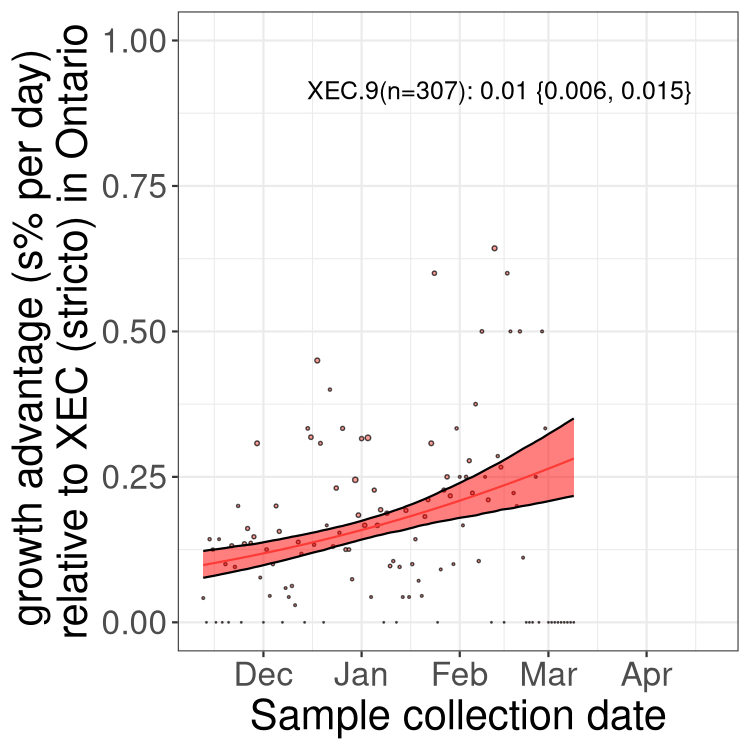 growth advantage (s% per day)
relative to XEC (stricto) in Ontario
1.00
0.75
0.50
0.25
0.00
XEC.9(n=307): 0.01 {0.006, 0.015}
Dec Jan Feb Mar Apr
Sample collection date